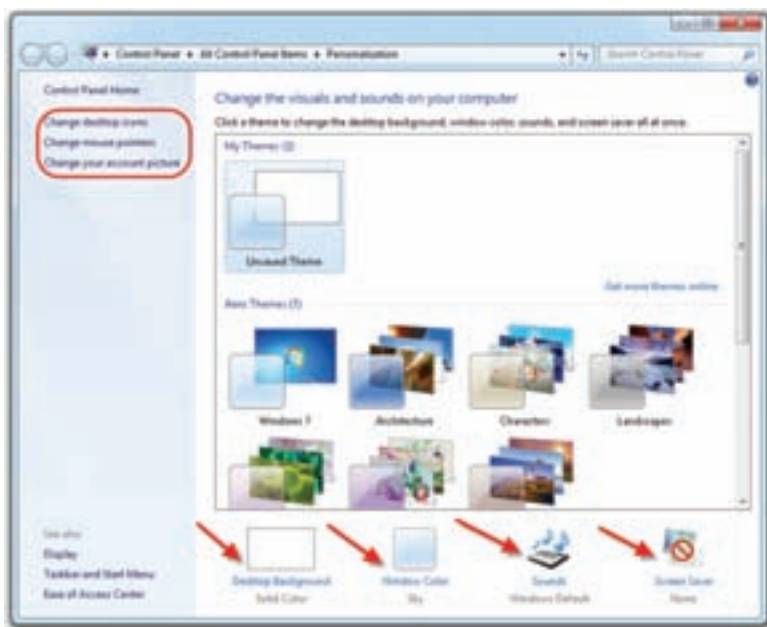 Control Panel ▸ All Control Panel Items ▸ Personalization
Search Control Panel
Control Panel Home
Change desktop icons
Change mouse pointers
Change your account picture
Change the visuals and sounds on your computer
Click a theme to change the desktop background, window color, sounds, and screen saver all at once.
My Themes (1)
Unsaved Theme
Get more themes online
Aero Themes (7)
Windows 7
Architecture
Characters
Landscapes
See also
Display
Taskbar and Start Menu
Ease of Access Center
Desktop Background
Solid Color
Window Color
Sky
Sounds
Windows Default
Screen Saver
None